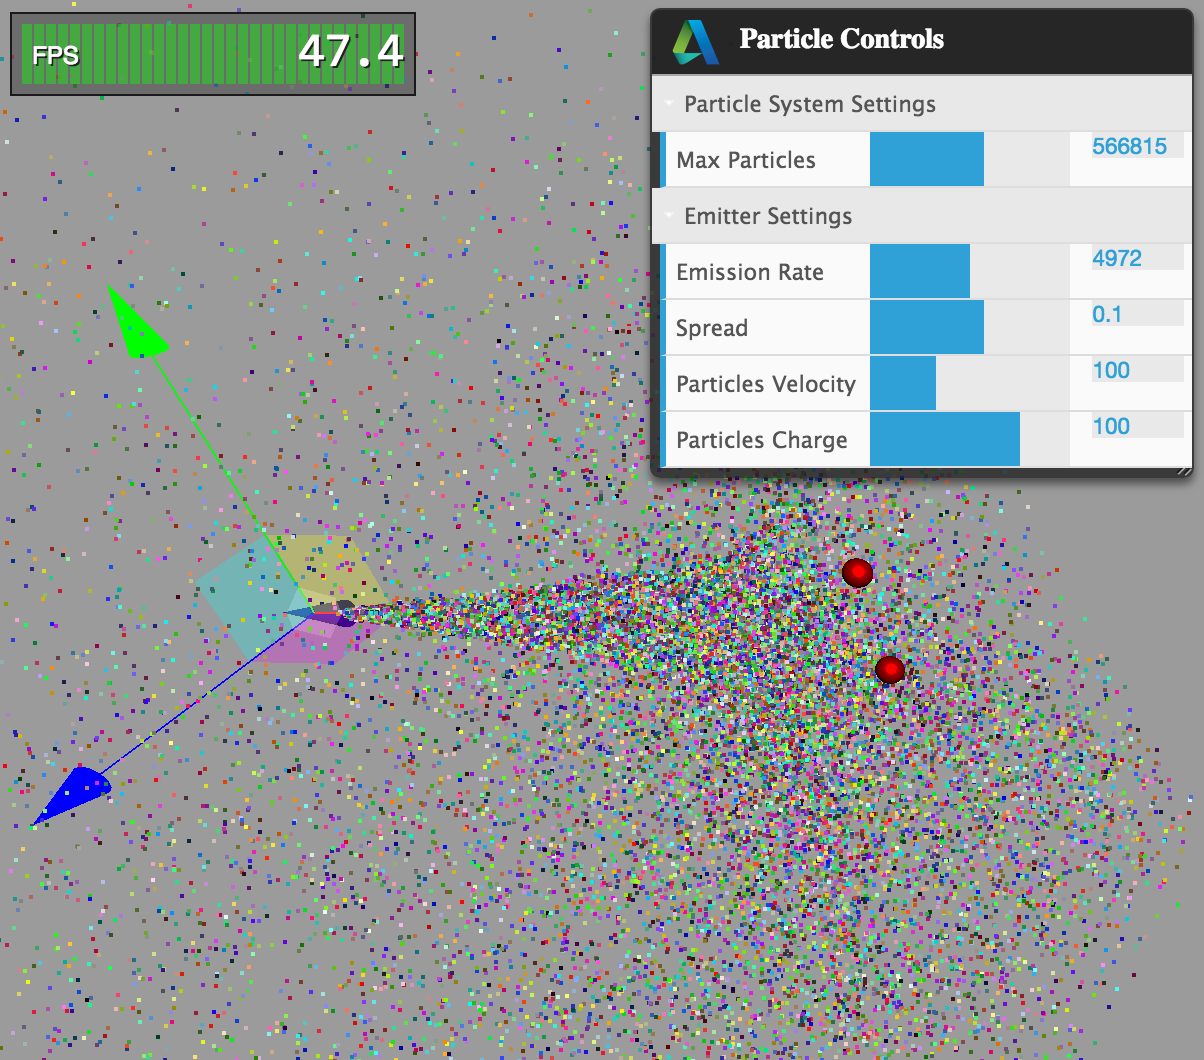 FPS 47.4
Particle Controls
Particle System Settings
Max Particles 566815
Emitter Settings
Emission Rate 4972
Spread 0.1
Particles Velocity 100
Particles Charge 100